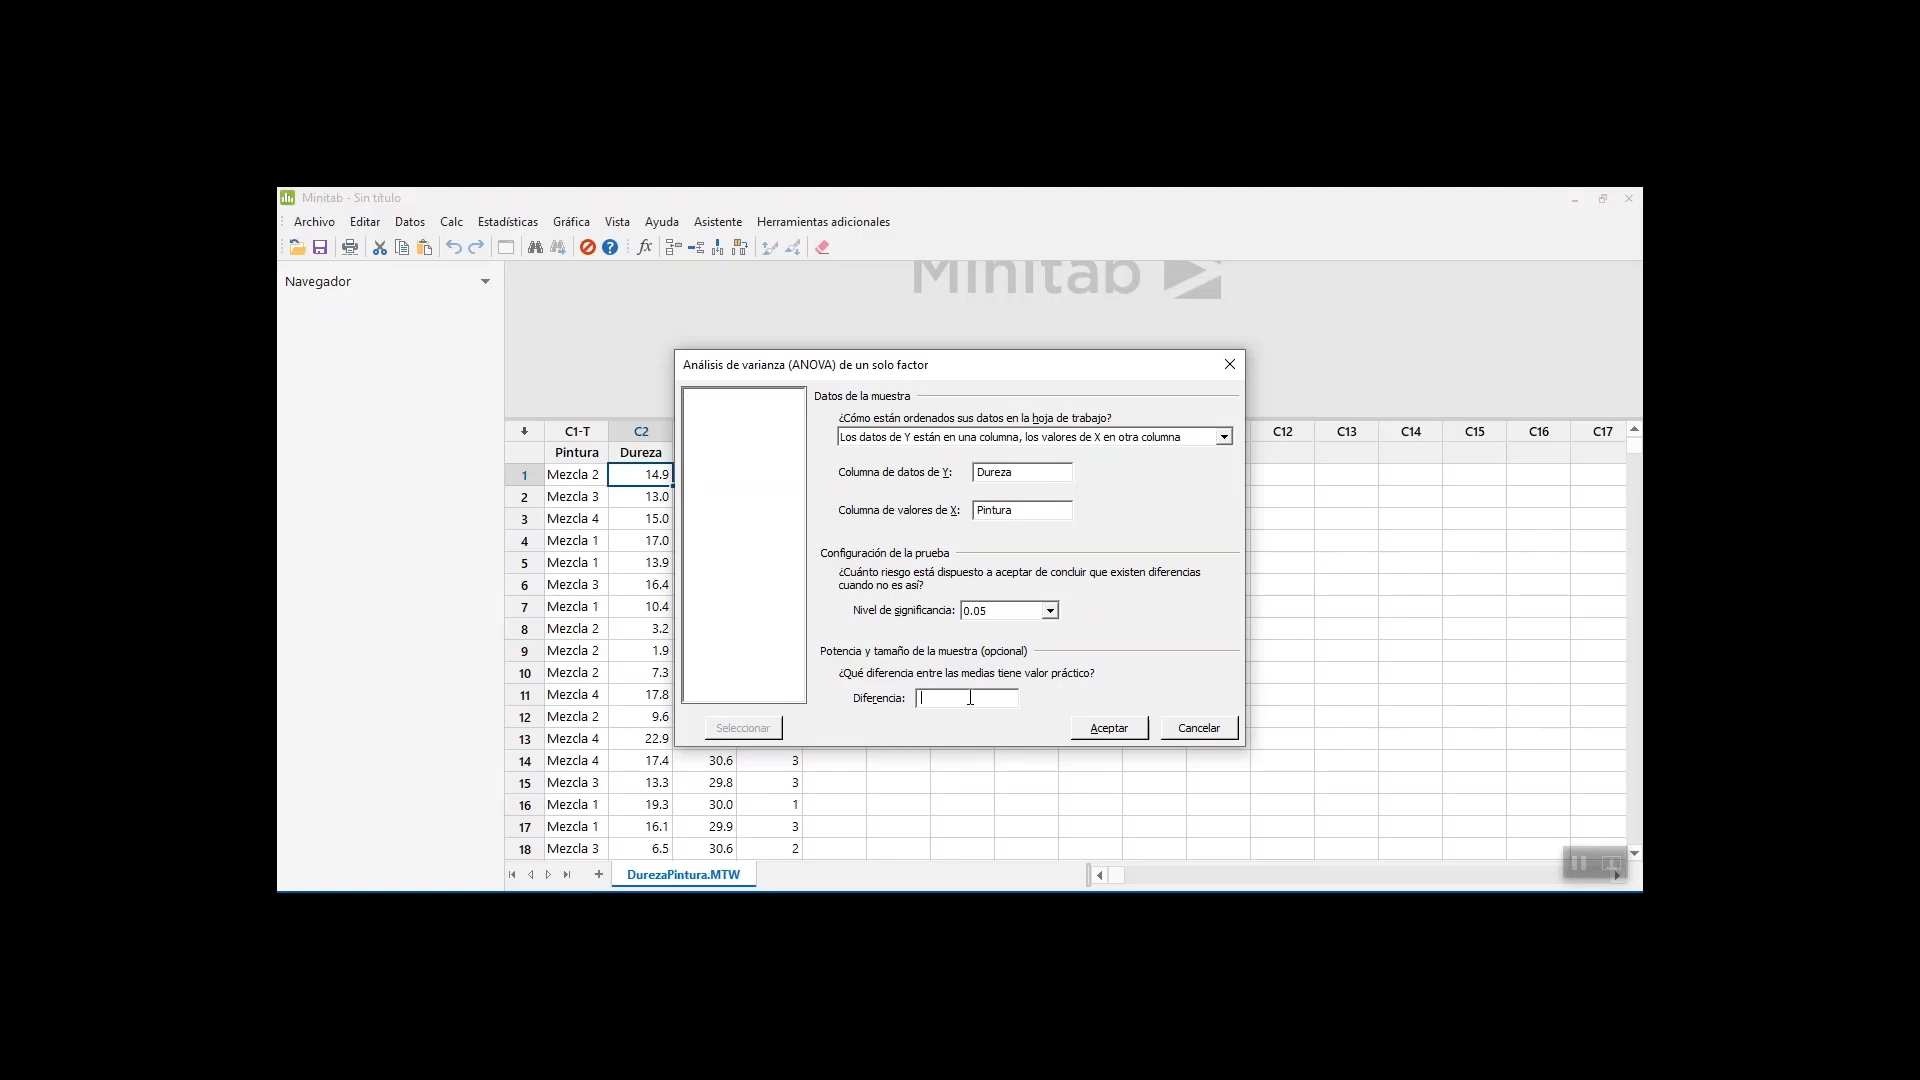 Minitab - Sin título
Archivo Editar Datos Calc Estadísticas Gráfica Vista Ayuda Asistente Herramientas adicionales
fx
Navegador
Minitab
Análisis de varianza (ANOVA) de un solo factor
Datos de la muestra
¿Cómo están ordenados sus datos en la hoja de trabajo?
Los datos de Y están en una columna, los valores de X en otra columna
Columna de datos de Y: Dureza
Columna de valores de X: Pintura
Configuración de la prueba
¿Cuánto riesgo está dispuesto a aceptar de concluir que existen diferencias
cuando no es así?
Nivel de significancia: 0.05
Potencia y tamaño de la muestra (opcional)
¿Qué diferencia entre las medias tiene valor práctico?
Diferencia:
Seleccionar Aceptar Cancelar
C1-T C2 C12 C13 C14 C15 C16 C17
Pintura Dureza
1 Mezcla 2 14.9
2 Mezcla 3 13.0
3 Mezcla 4 15.0
4 Mezcla 1 17.0
5 Mezcla 1 13.9
6 Mezcla 3 16.4
7 Mezcla 1 10.4
8 Mezcla 2 3.2
9 Mezcla 2 1.9
10 Mezcla 2 7.3
11 Mezcla 4 17.8
12 Mezcla 2 9.6
13 Mezcla 4 22.9
14 Mezcla 4 17.4 30.6 3
15 Mezcla 3 13.3 29.8 3
16 Mezcla 1 19.3 30.0 1
17 Mezcla 1 16.1 29.9 3
18 Mezcla 3 6.5 30.6 2
DurezaPintura.MTW